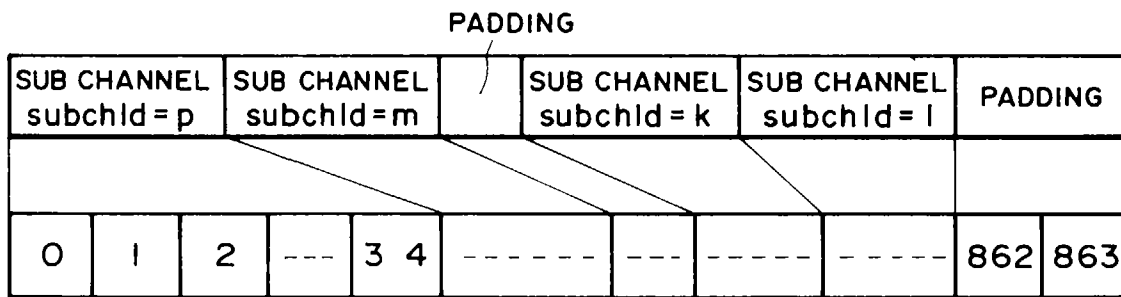 PADDING
SUB CHANNEL SUB CHANNEL SUB CHANNEL SUB CHANNEL PADDING
subchId=p subchId=m subchId=k subchId=l
0 1 2 --- 3 4 ------- --- ----- ----- 862 863